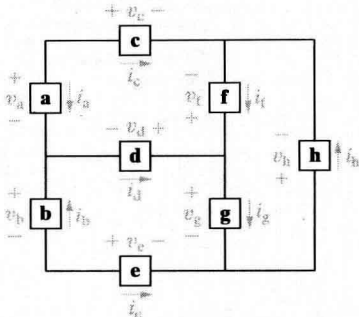 + v_c −
c
i_c
+ v_a −
a
i_a
− v_f +
f
i_f
− v_d +
d
i_d
− v_h +
h
i_h
+ v_b −
b
i_b
+ v_g −
g
i_g
+ v_e −
e
i_e